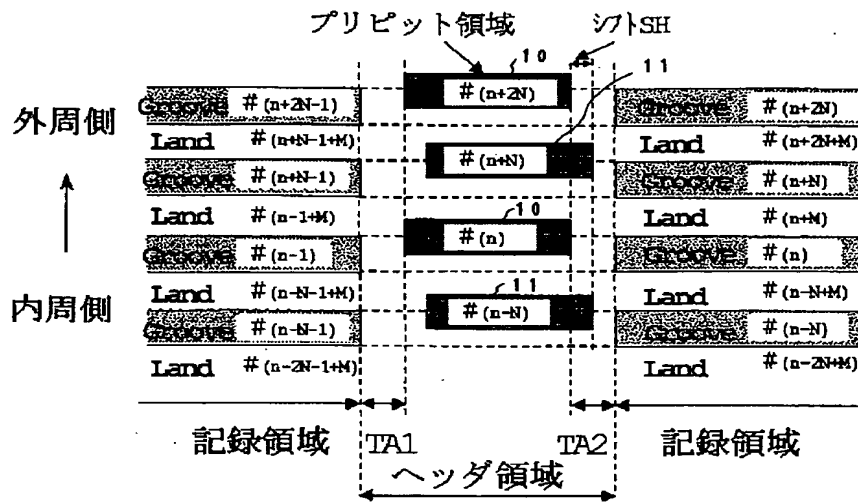 プリピット領域 シフトSH
10 11
Groove #(n+2N-1) #(n+2N) Groove #(n+2N)
外周側
Land #(n+N-1+M) Land #(n+2N+M)
Groove #(n+N-1) #(n+N) Groove #(n+N)
Land #(n-1+M) 10 Land #(n+M)
Groove #(n-1) #(n) Groove #(n)
内周側
Land #(n-N-1+M) 11 Land #(n-N+M)
Groove #(n-N-1) #(n-N) Groove #(n-N)
Land #(n-2N-1+M) Land #(n-2N+M)
記録領域 TA1 TA2 記録領域
ヘッダ領域